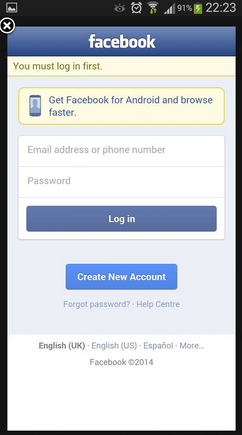 91% 22:23
facebook
You must log in first.
Get Facebook for Android and browse
faster.
Email address or phone number
Password
Log in
Create New Account
Forgot password? · Help Centre
English (UK) · English (US) · Español · More...
Facebook ©2014